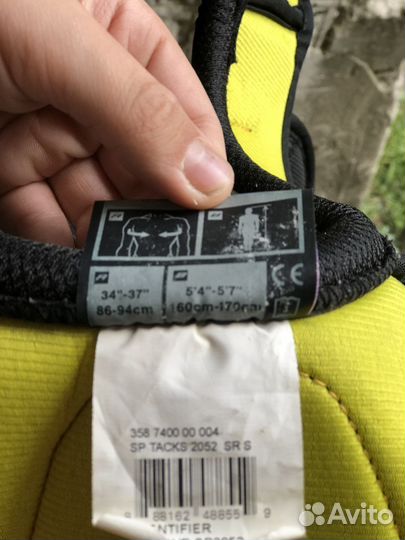 34"-37"
86-94cm
5'4"-5'7"
160cm-170cm
CE
358 7400 00 004
SP TACKS 2052 SR S
88162 48855 9
Avito